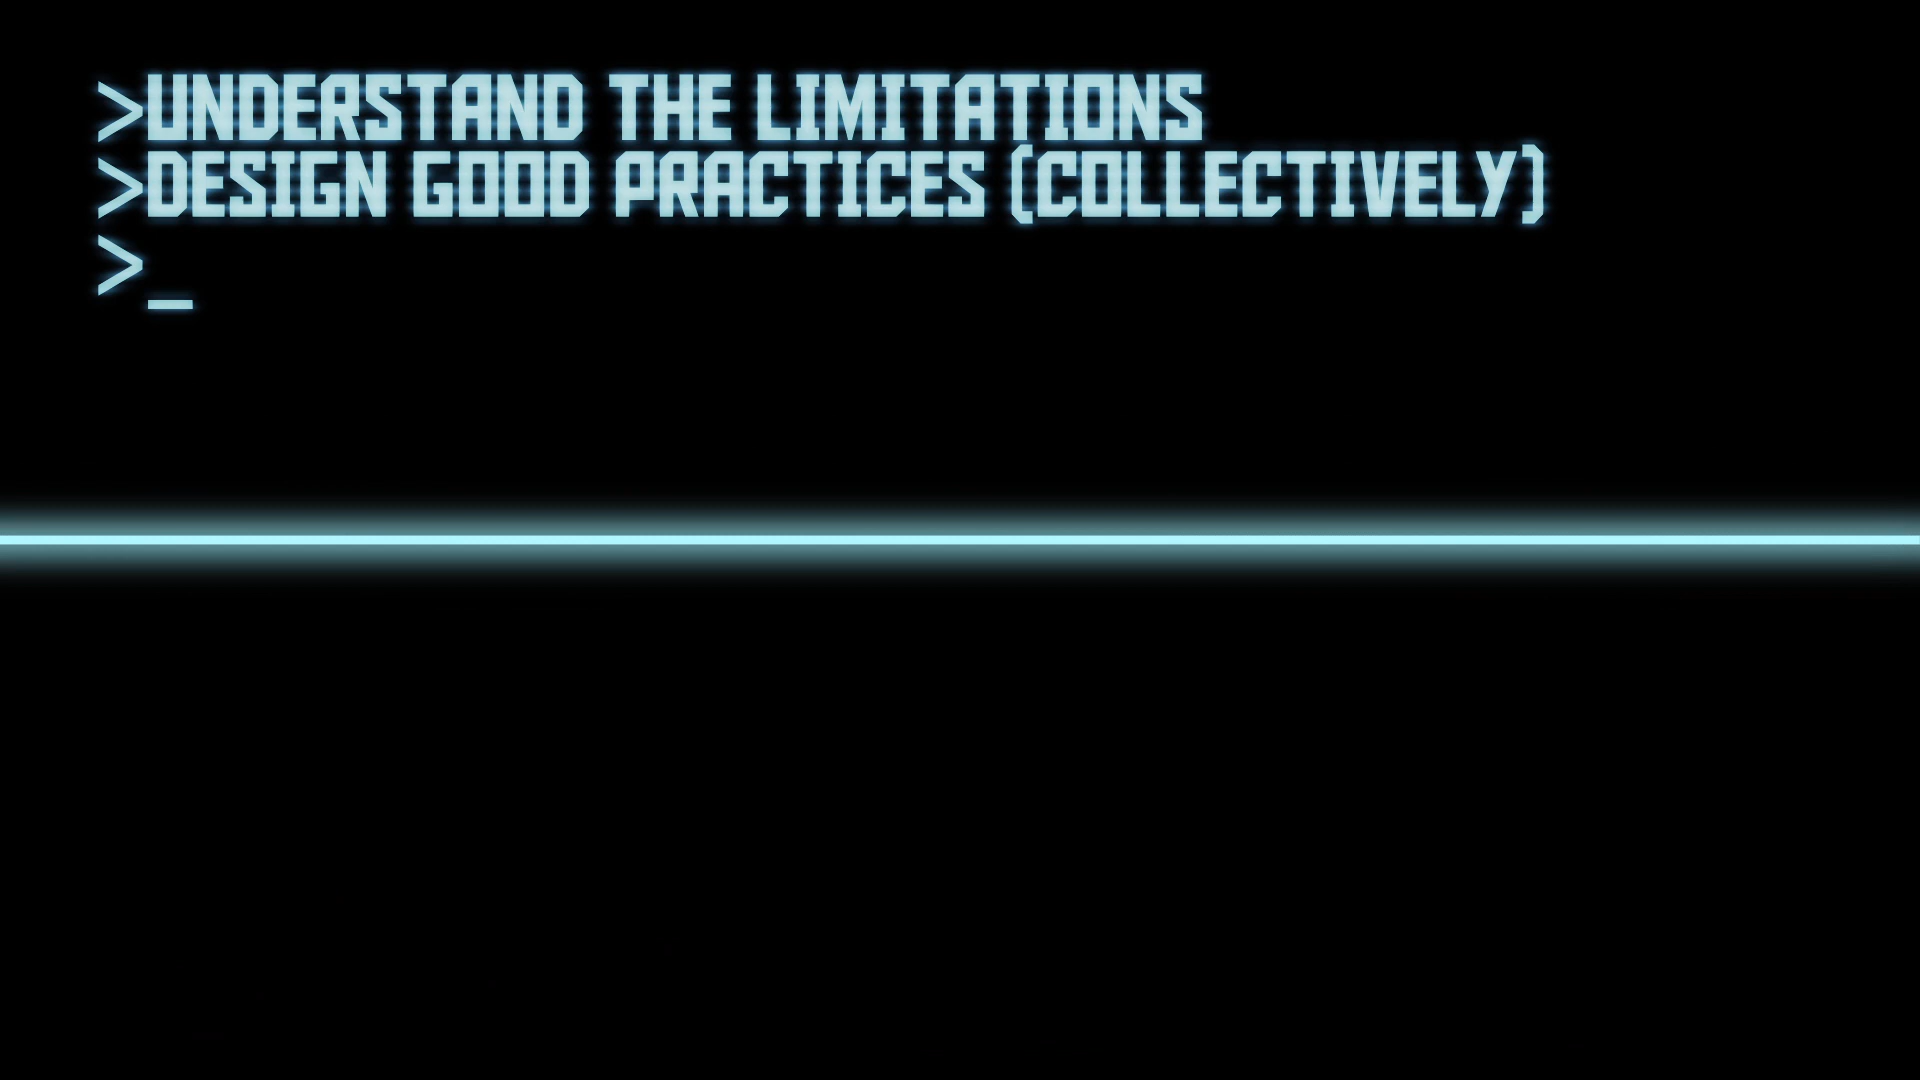 >UNDERSTAND THE LIMITATIONS
>DESIGN GOOD PRACTICES (COLLECTIVELY)
>_